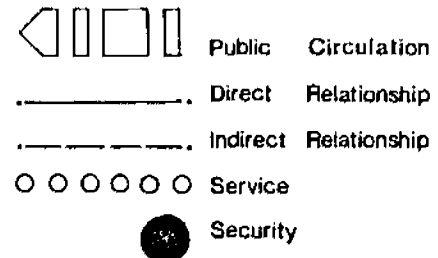 Public Circulation
Direct Relationship
Indirect Relationship
Service
Security